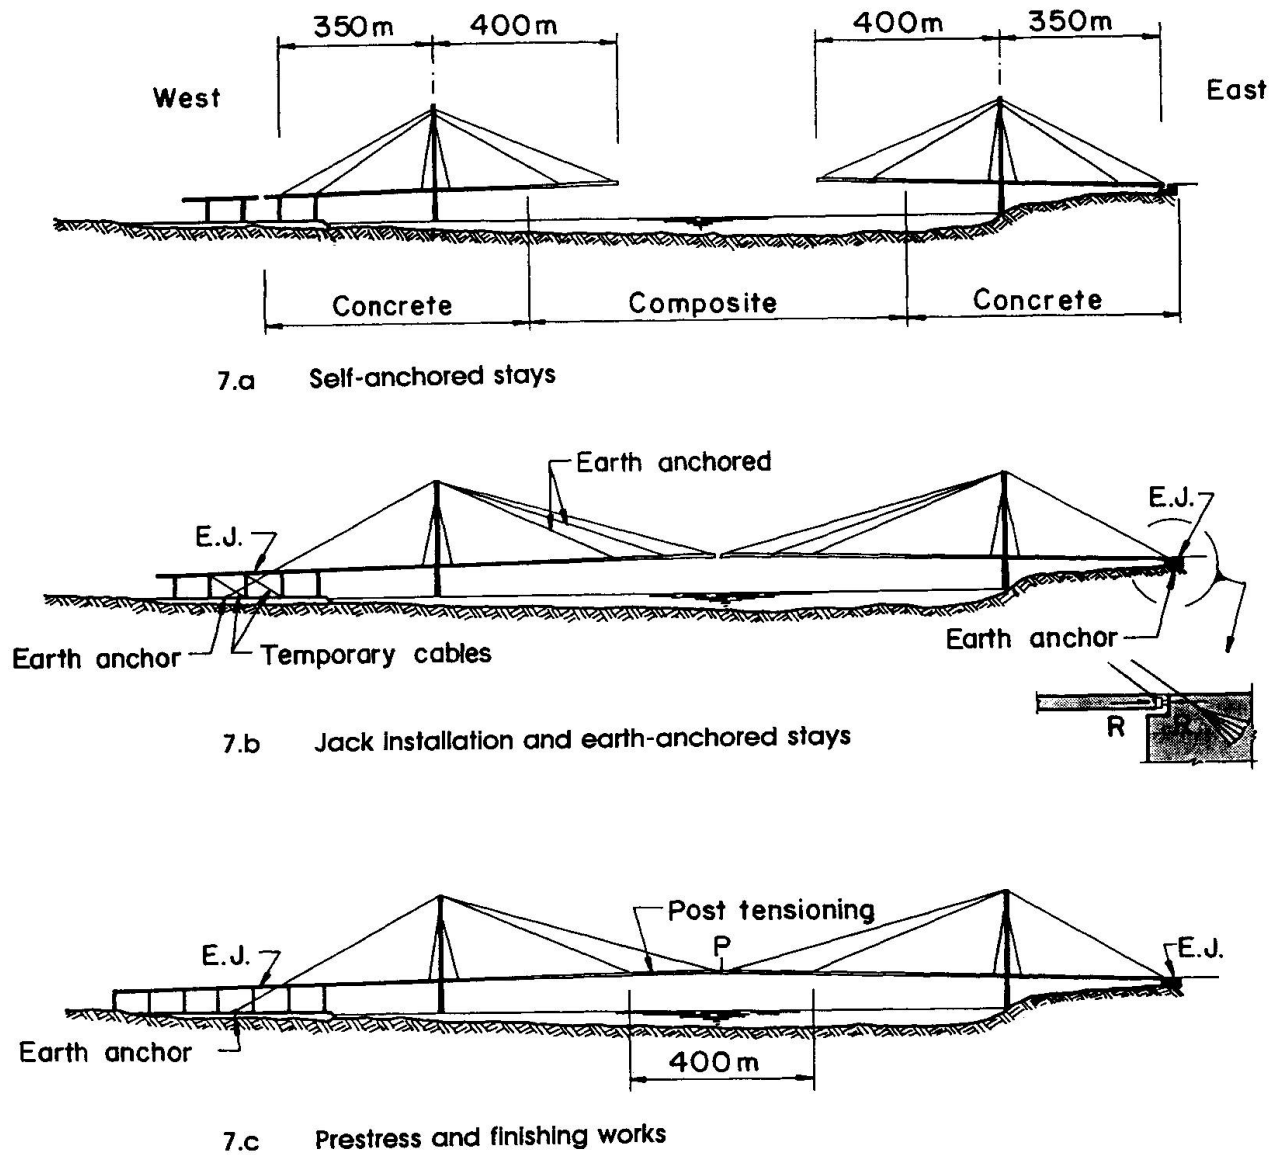 350m 400m 400m 350m
West East
Concrete Composite Concrete
7.a Self-anchored stays
Earth anchored
E.J. E.J.
Earth anchor Temporary cables Earth anchor
R R
7.b Jack installation and earth-anchored stays
Post tensioning
P
E.J. E.J.
Earth anchor
400m
7.c Prestress and finishing works